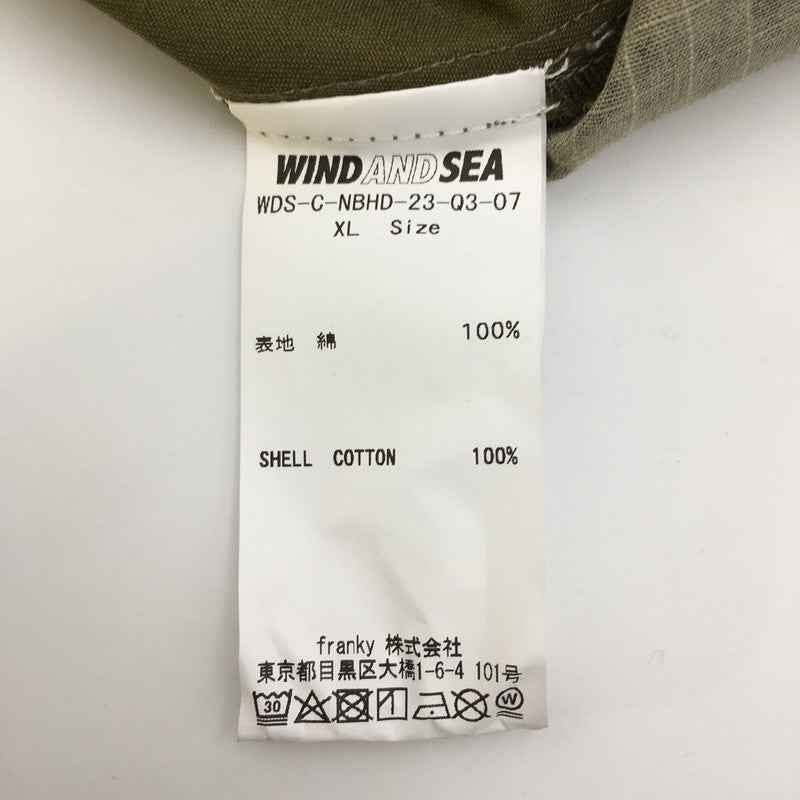 WINDANDSEA
WDS-C-NBHD-23-Q3-07
XL Size
表地 綿 100%
SHELL COTTON 100%
franky 株式会社
東京都目黒区大橋1-6-4 101号
30 W